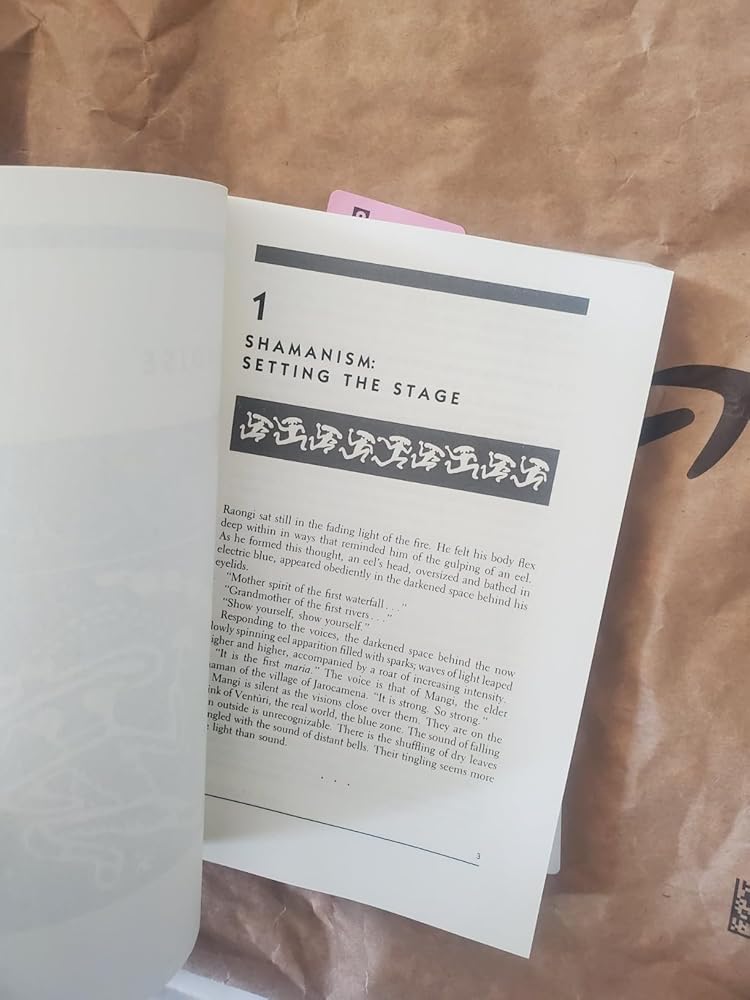 1
SHAMANISM:
SETTING THE STAGE
Raongi sat still in the fading light of the fire. He felt his body flex
deep within in ways that reminded him of the gulping of an eel.
As he formed this thought, an eel's head, oversized and bathed in
electric blue, appeared obediently in the darkened space behind his
eyelids.
"Mother spirit of the first waterfall . . ."
"Grandmother of the first rivers . . ."
"Show yourself, show yourself."
Responding to the voices, the darkened space behind the now
lowly spinning eel apparition filled with sparks; waves of light leaped
igher and higher, accompanied by a roar of increasing intensity.
"It is the first maria." The voice is that of Mangi, the elder
aman of the village of Jarocamena. "It is strong. So strong."
Mangi is silent as the visions close over them. They are on the
ink of Venturi, the real world, the blue zone. The sound of falling
n outside is unrecognizable. There is the shuffling of dry leaves
ngled with the sound of distant bells. Their tingling seems more
light than sound.
. . .
3